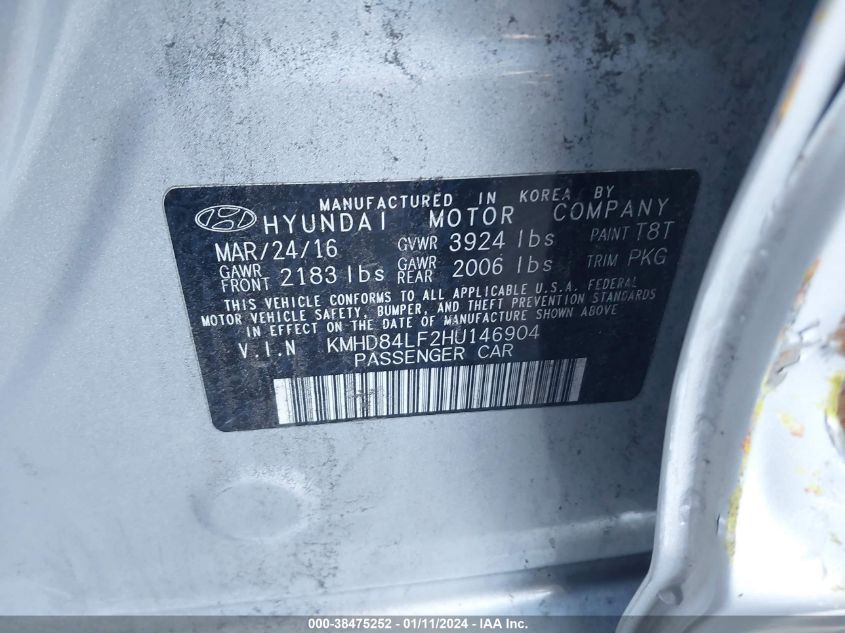 MANUFACTURED IN KOREA BY
HYUNDAI MOTOR COMPANY
MAR/24/16 GVWR 3924 lbs PAINT T8T
GAWR FRONT 2183 lbs GAWR REAR 2006 lbs TRIM PKG
THIS VEHICLE CONFORMS TO ALL APPLICABLE U.S.A. FEDERAL
MOTOR VEHICLE SAFETY, BUMPER, AND THEFT PREVENTION STANDARDS
IN EFFECT ON THE DATE OF MANUFACTURE SHOWN ABOVE
V.I.N KMHD84LF2HU146904
PASSENGER CAR
000-38475252 - 01/11/2024 - IAA Inc.